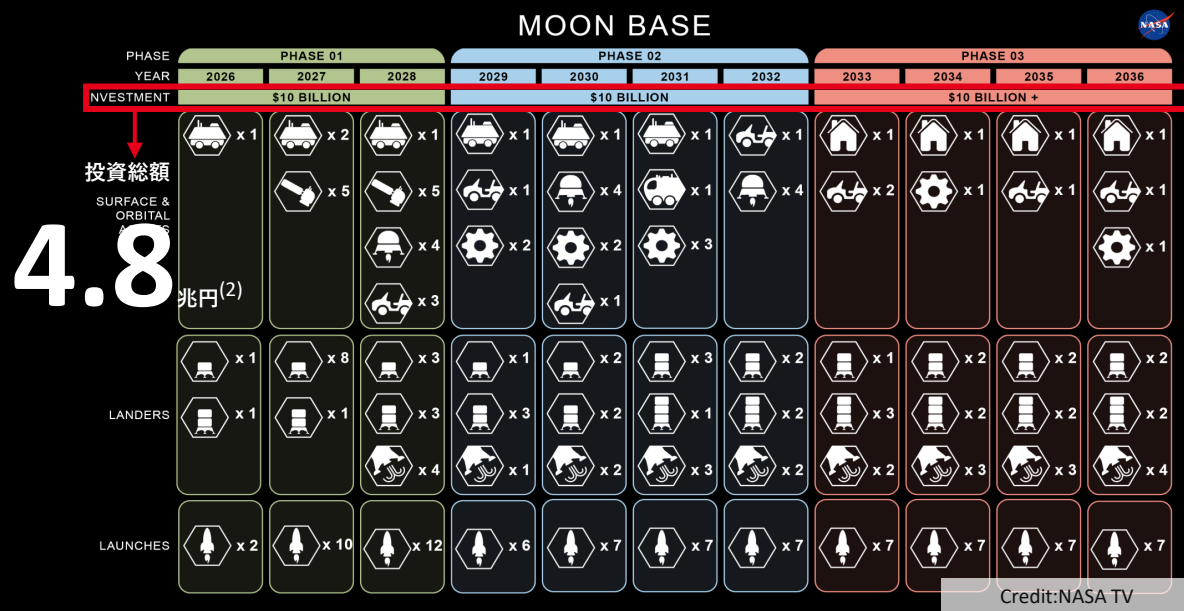 MOON BASE
NASA
PHASE PHASE 01 PHASE 02 PHASE 03
YEAR 2026 2027 2028 2029 2030 2031 2032 2033 2034 2035 2036
NVESTMENT $10 BILLION $10 BILLION $10 BILLION +
x 1 x 2 x 1 x 1 x 1 x 1 x 1 x 1 x 1 x 1 x 1
投資総額
x 5 x 5 x 1 x 4 x 1 x 4 x 2 x 1 x 1 x 1
SURFACE &
ORBITAL
x 4 x 2 x 2 x 3 x 1
4.8兆円(2)
x 3 x 1
x 1 x 8 x 3 x 1 x 2 x 3 x 2 x 1 x 2 x 2 x 2
LANDERS x 1 x 1 x 3 x 3 x 2 x 1 x 2 x 3 x 2 x 2 x 2
x 4 x 1 x 2 x 3 x 2 x 2 x 3 x 3 x 4
LAUNCHES x 2 x 10 x 12 x 6 x 7 x 7 x 7 x 7 x 7 x 7 x 7
Credit:NASA TV